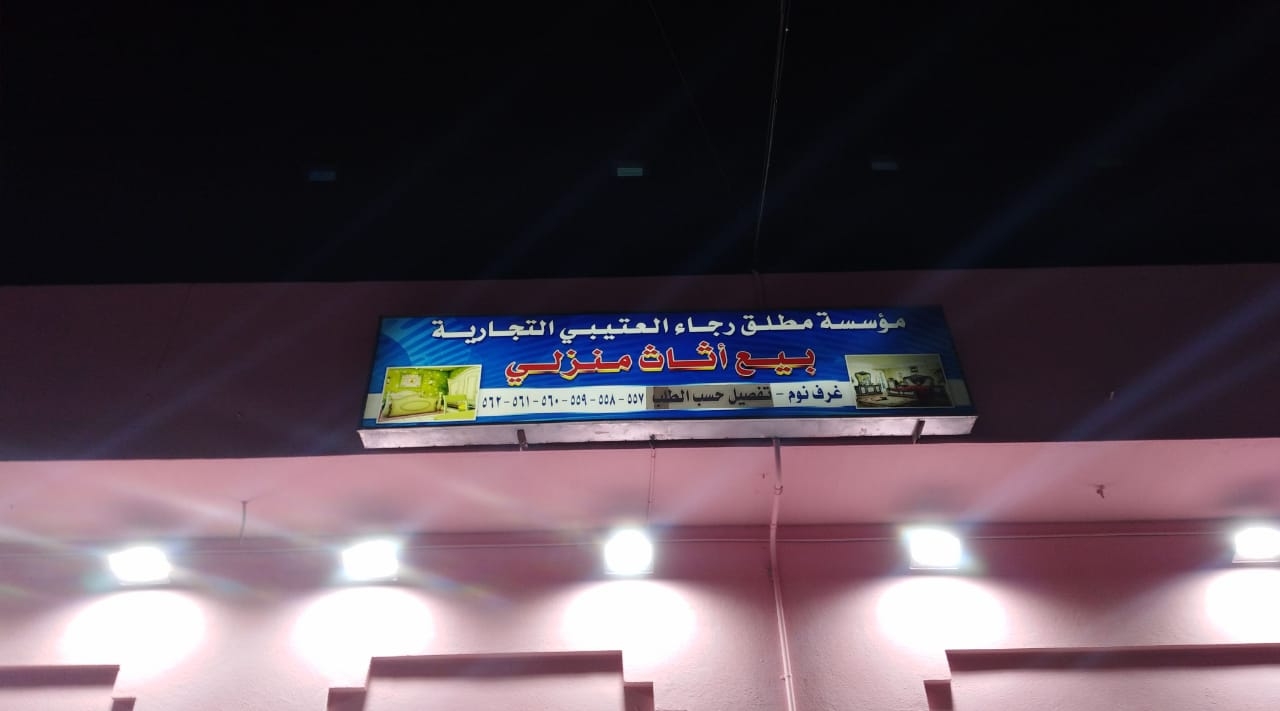 مؤسسة مطلق رجاء العتيبي التجارية
بيع أثاث منزلي
غرف نوم - تفصيل حسب الطلب ٥٥٧ - ٥٥٨ - ٥٥٩ - ٥٦٠ - ٥٦١ - ٥٦٢